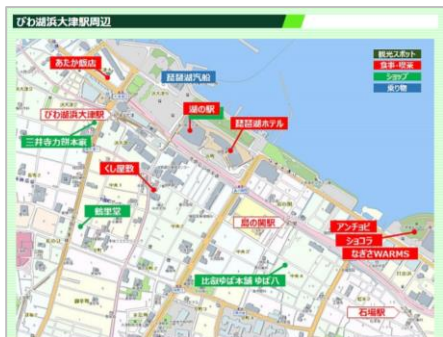 びわ湖浜大津駅周辺
観光スポット
食事・喫茶
ショップ
乗り物
あたか飯店
琵琶湖汽船
湖の駅
琵琶湖ホテル
びわ湖浜大津駅
三井寺力餅本家
くし屋敷
鶴里堂
島ノ関駅
アンチョビ
ショコラ
なぎさWARMS
比叡ゆば本舗 ゆば八
石場駅